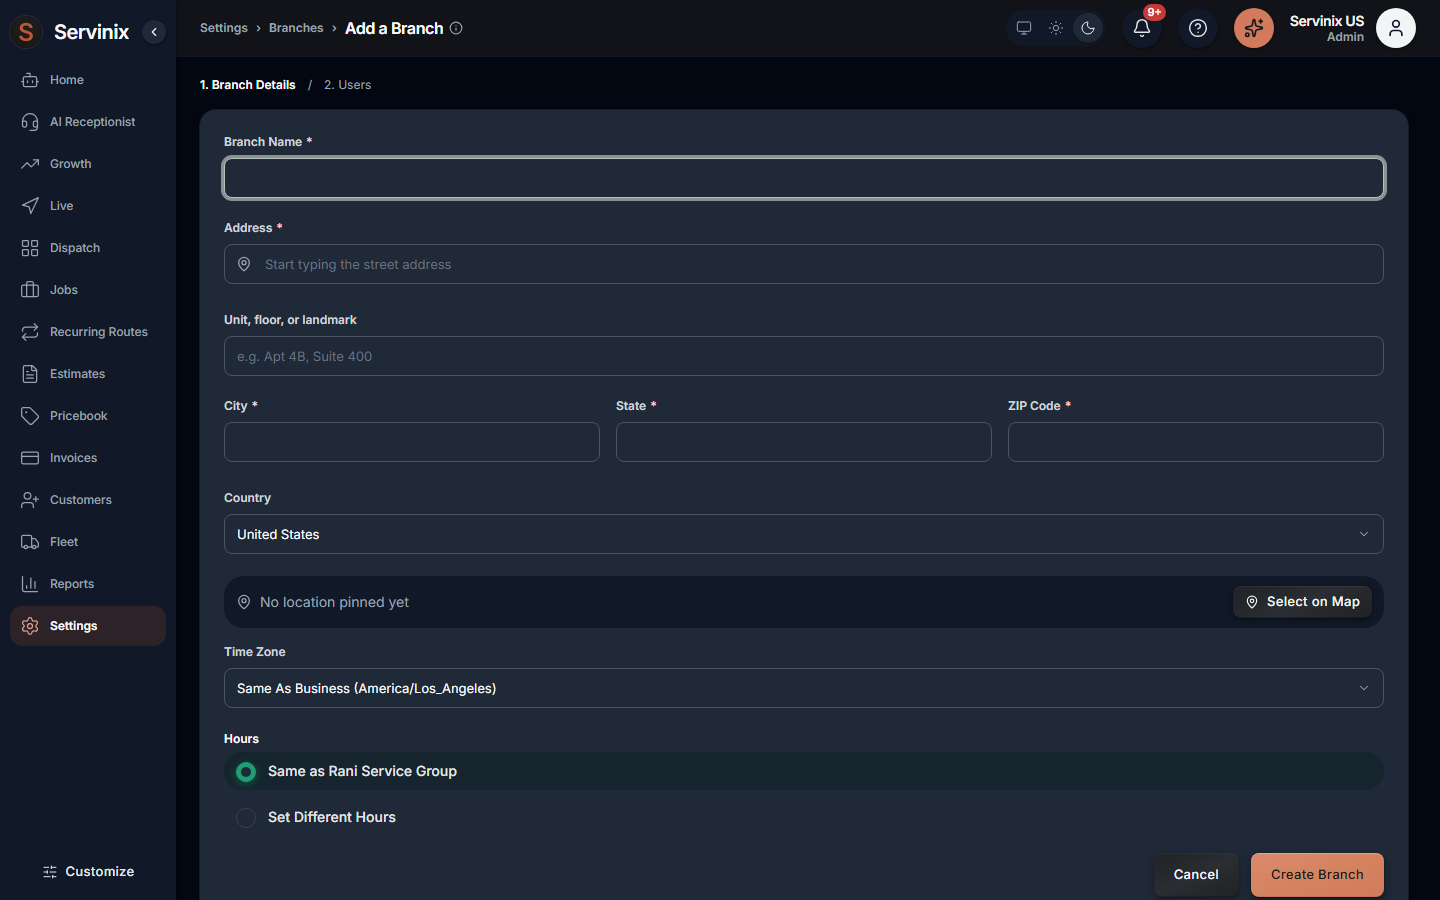 S Servinix
Settings › Branches › Add a Branch
9+
Servinix US
Admin
Home
AI Receptionist
Growth
Live
Dispatch
Jobs
Recurring Routes
Estimates
Pricebook
Invoices
Customers
Fleet
Reports
Settings
Customize
1. Branch Details / 2. Users
Branch Name *
Address *
Start typing the street address
Unit, floor, or landmark
e.g. Apt 4B, Suite 400
City * State * ZIP Code *
Country
United States
No location pinned yet Select on Map
Time Zone
Same As Business (America/Los_Angeles)
Hours
Same as Rani Service Group
Set Different Hours
Cancel Create Branch